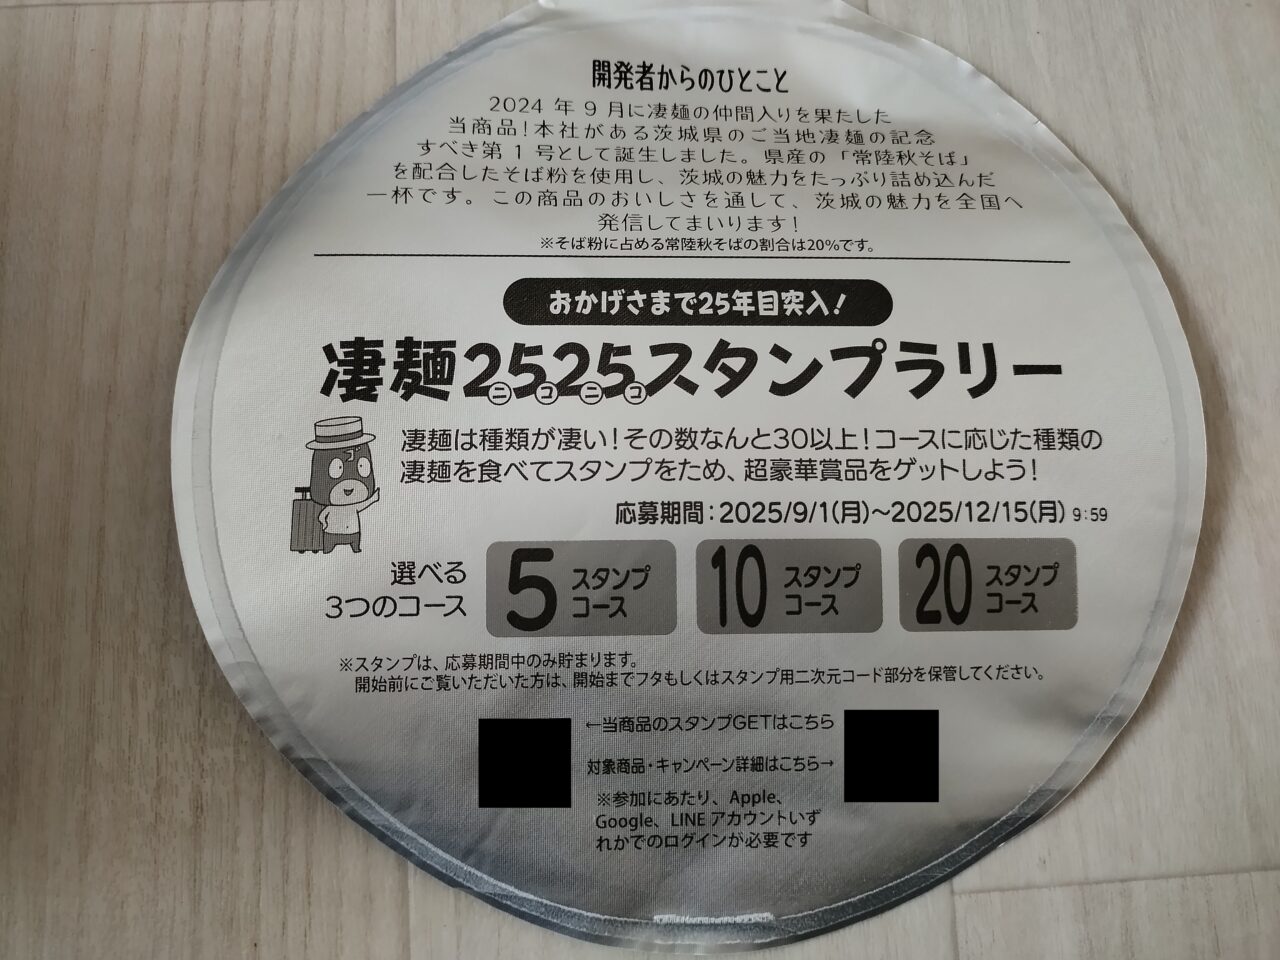 開発者からのひとこと
2024年9月に凄麺の仲間入りを果たした
当商品！本社がある茨城県のご当地凄麺の記念
すべき第1号として誕生しました。県産の「常陸秋そば」
を配合したそば粉を使用し、茨城の魅力をたっぷり詰め込んだ
一杯です。この商品のおいしさを通して、茨城の魅力を全国へ
発信してまいります！
※そば粉に占める常陸秋そばの割合は20%です。
おかげさまで25年目突入！
凄麺2525スタンプラリー
ニコニコ
凄麺は種類が凄い！その数なんと30以上！コースに応じた種類の
凄麺を食べてスタンプをため、超豪華賞品をゲットしよう！
応募期間：2025/9/1(月)～2025/12/15(月) 9:59
選べる
3つのコース
5 スタンプコース
10 スタンプコース
20 スタンプコース
※スタンプは、応募期間中のみ貯まります。
開始前にご覧いただいた方は、開始までフタもしくはスタンプ用二次元コード部分を保管してください。
←当商品のスタンプGETはこちら
対象商品・キャンペーン詳細はこちら→
※参加にあたり、Apple、
Google、LINEアカウントいず
れかでのログインが必要です